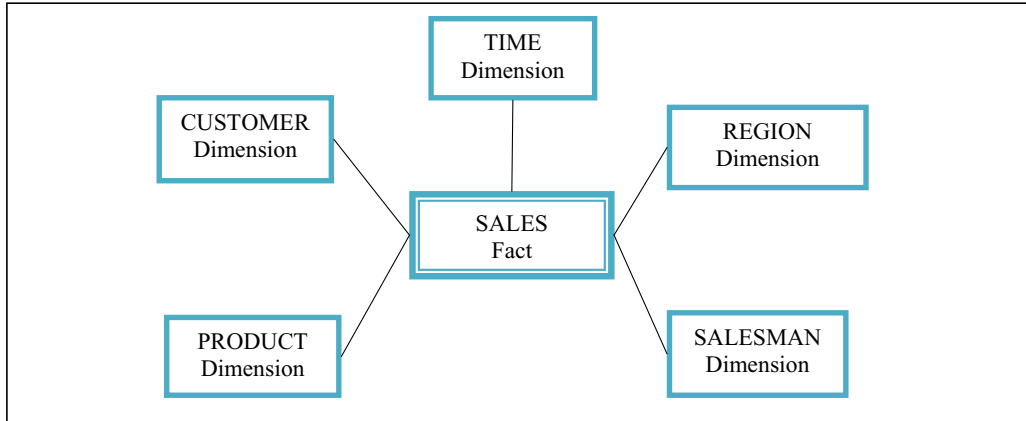 TIME
Dimension
CUSTOMER
Dimension
REGION
Dimension
SALES
Fact
PRODUCT
Dimension
SALESMAN
Dimension